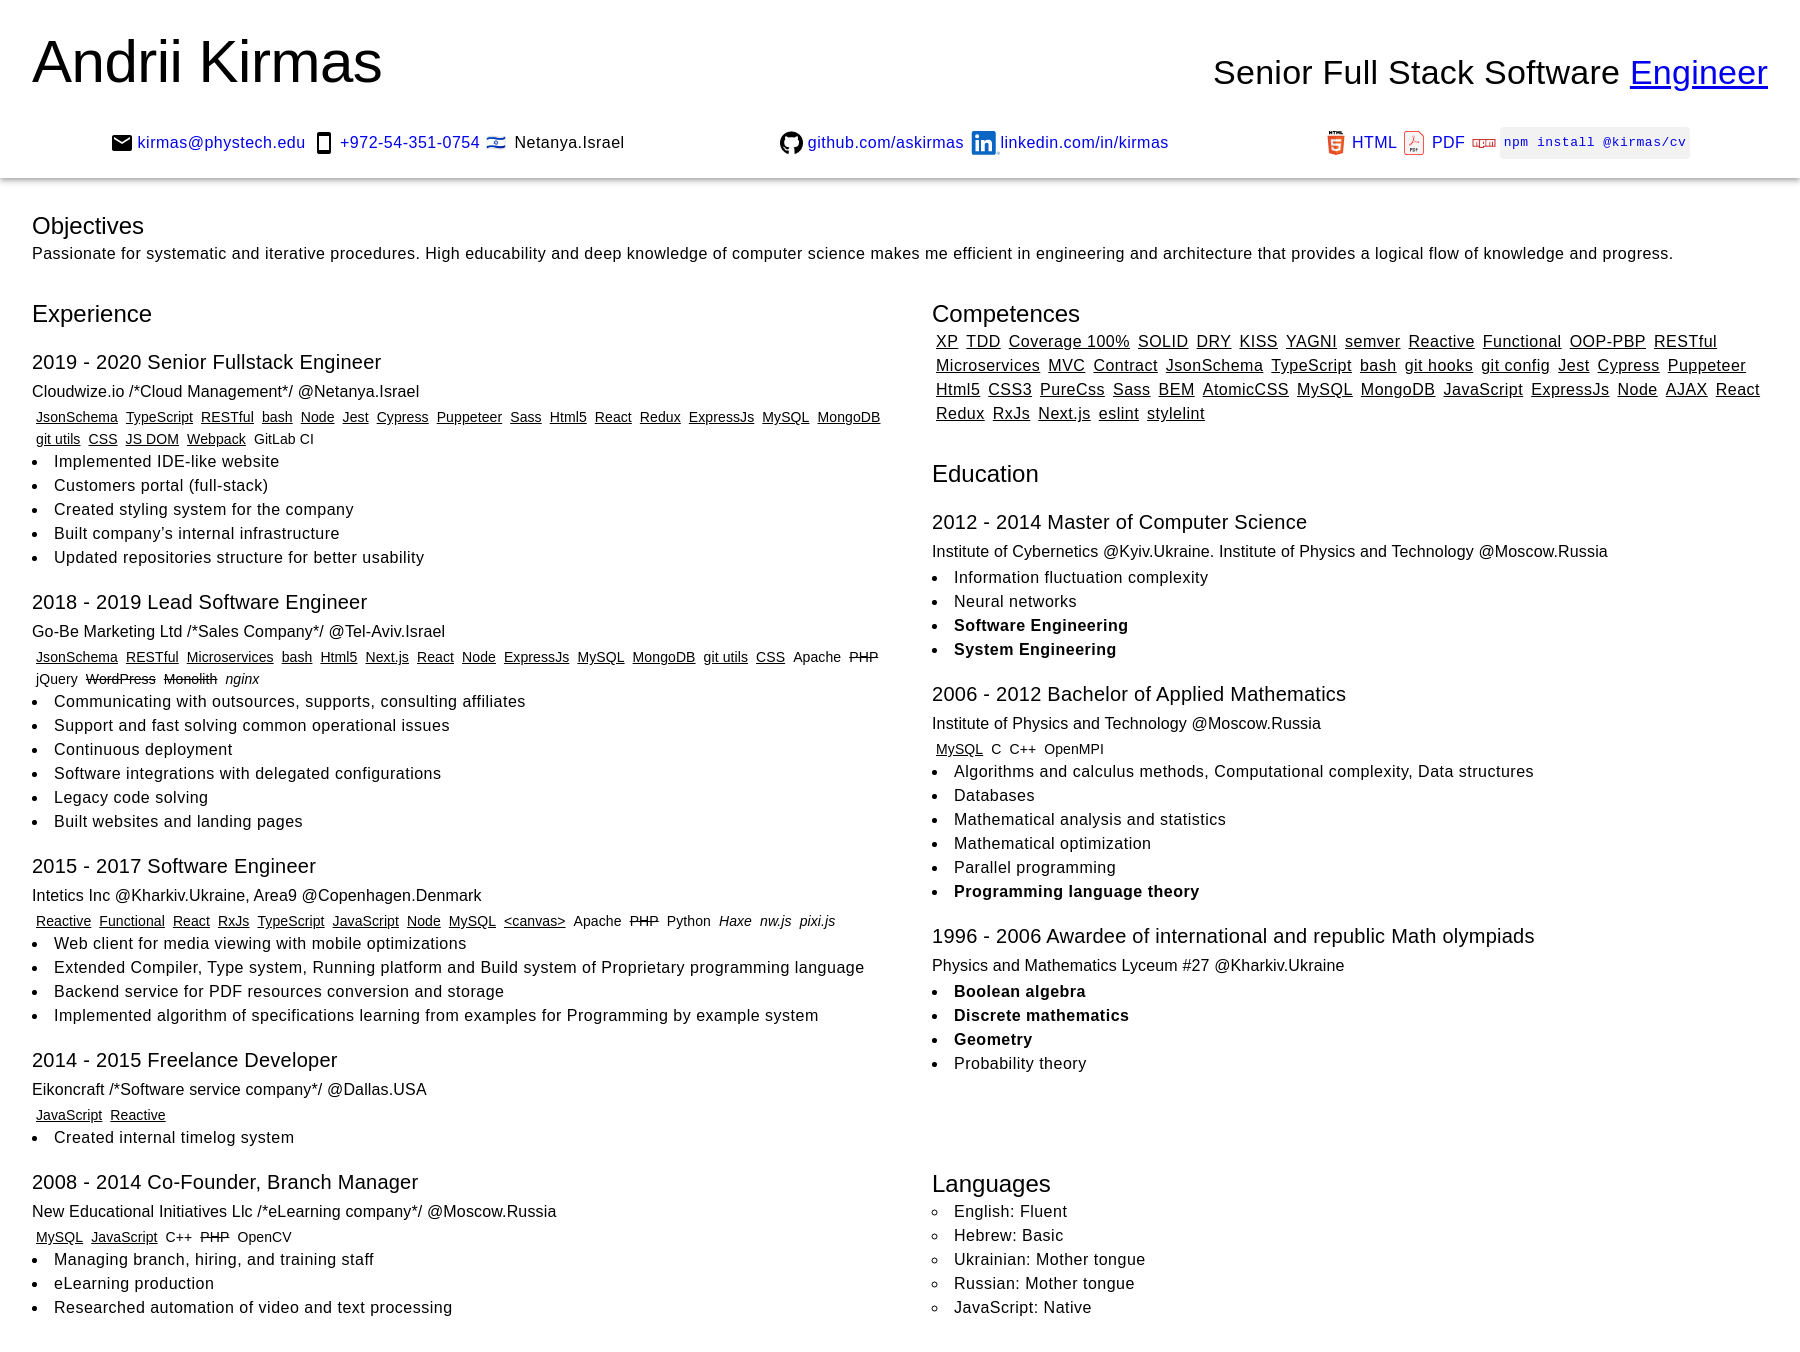 Andrii Kirmas
Senior Full Stack Software Engineer
kirmas@phystech.edu +972-54-351-0754 Netanya.Israel github.com/askirmas linkedin.com/in/kirmas HTML PDF npm install @kirmas/cv
Objectives
Passionate for systematic and iterative procedures. High educability and deep knowledge of computer science makes me efficient in engineering and architecture that provides a logical flow of knowledge and progress.
Experience
2019 - 2020 Senior Fullstack Engineer
Cloudwize.io /*Cloud Management*/ @Netanya.Israel
JsonSchema TypeScript RESTful bash Node Jest Cypress Puppeteer Sass Html5 React Redux ExpressJs MySQL MongoDB
git utils CSS JS DOM Webpack GitLab CI
• Implemented IDE-like website
• Customers portal (full-stack)
• Created styling system for the company
• Built company’s internal infrastructure
• Updated repositories structure for better usability
2018 - 2019 Lead Software Engineer
Go-Be Marketing Ltd /*Sales Company*/ @Tel-Aviv.Israel
JsonSchema RESTful Microservices bash Html5 Next.js React Node ExpressJs MySQL MongoDB git utils CSS Apache PHP
jQuery WordPress Monolith nginx
• Communicating with outsources, supports, consulting affiliates
• Support and fast solving common operational issues
• Continuous deployment
• Software integrations with delegated configurations
• Legacy code solving
• Built websites and landing pages
2015 - 2017 Software Engineer
Intetics Inc @Kharkiv.Ukraine, Area9 @Copenhagen.Denmark
Reactive Functional React RxJs TypeScript JavaScript Node MySQL <canvas> Apache PHP Python Haxe nw.js pixi.js
• Web client for media viewing with mobile optimizations
• Extended Compiler, Type system, Running platform and Build system of Proprietary programming language
• Backend service for PDF resources conversion and storage
• Implemented algorithm of specifications learning from examples for Programming by example system
2014 - 2015 Freelance Developer
Eikoncraft /*Software service company*/ @Dallas.USA
JavaScript Reactive
• Created internal timelog system
2008 - 2014 Co-Founder, Branch Manager
New Educational Initiatives Llc /*eLearning company*/ @Moscow.Russia
MySQL JavaScript C++ PHP OpenCV
• Managing branch, hiring, and training staff
• eLearning production
• Researched automation of video and text processing
Competences
XP TDD Coverage 100% SOLID DRY KISS YAGNI semver Reactive Functional OOP-PBP RESTful
Microservices MVC Contract JsonSchema TypeScript bash git hooks git config Jest Cypress Puppeteer
Html5 CSS3 PureCss Sass BEM AtomicCSS MySQL MongoDB JavaScript ExpressJs Node AJAX React
Redux RxJs Next.js eslint stylelint
Education
2012 - 2014 Master of Computer Science
Institute of Cybernetics @Kyiv.Ukraine. Institute of Physics and Technology @Moscow.Russia
• Information fluctuation complexity
• Neural networks
• Software Engineering
• System Engineering
2006 - 2012 Bachelor of Applied Mathematics
Institute of Physics and Technology @Moscow.Russia
MySQL C C++ OpenMPI
• Algorithms and calculus methods, Computational complexity, Data structures
• Databases
• Mathematical analysis and statistics
• Mathematical optimization
• Parallel programming
• Programming language theory
1996 - 2006 Awardee of international and republic Math olympiads
Physics and Mathematics Lyceum #27 @Kharkiv.Ukraine
• Boolean algebra
• Discrete mathematics
• Geometry
• Probability theory
Languages
◦ English: Fluent
◦ Hebrew: Basic
◦ Ukrainian: Mother tongue
◦ Russian: Mother tongue
◦ JavaScript: Native